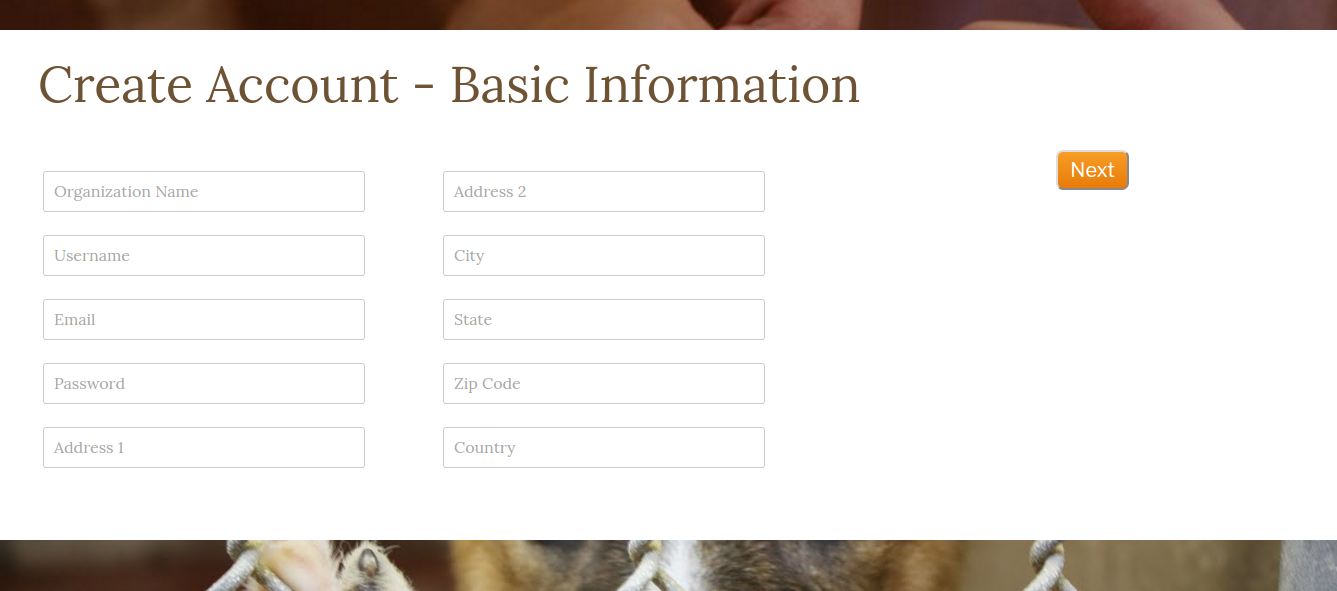 Create Account - Basic Information
Next
Organization Name
Address 2
Username
City
Email
State
Password
Zip Code
Address 1
Country